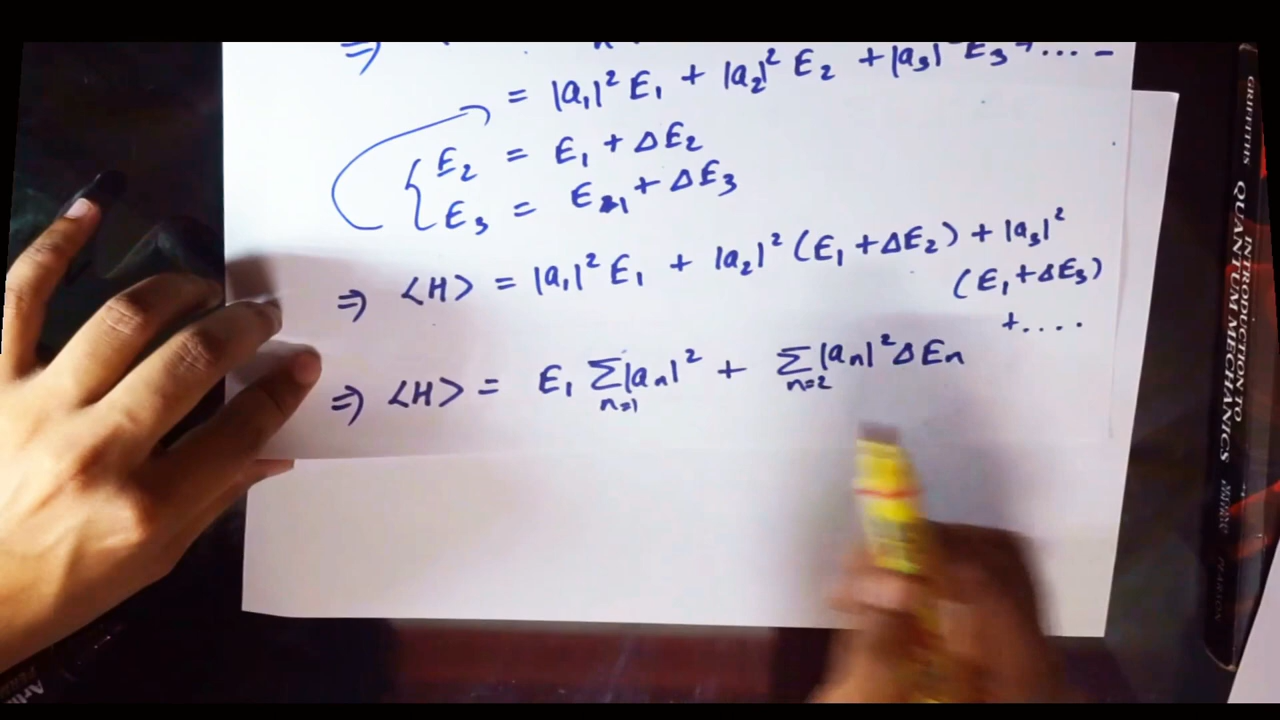 ⇒
= |a₁|² E₁ + |a₂|² E₂ + |a₃|² E₃ + ... -
E₂ = E₁ + ΔE₂
E₃ = E₁ + ΔE₃
⇒ <H> = |a₁|² E₁ + |a₂|² (E₁ + ΔE₂) + |a₃|²
(E₁ + ΔE₃)
+....
⇒ <H> = E₁ Σ|aₙ|² + Σ|aₙ|² ΔEₙ
n=1 n=2
GRIFFITHS
INTRODUCTION TO
QUANTUM MECHANICS
PEARSON